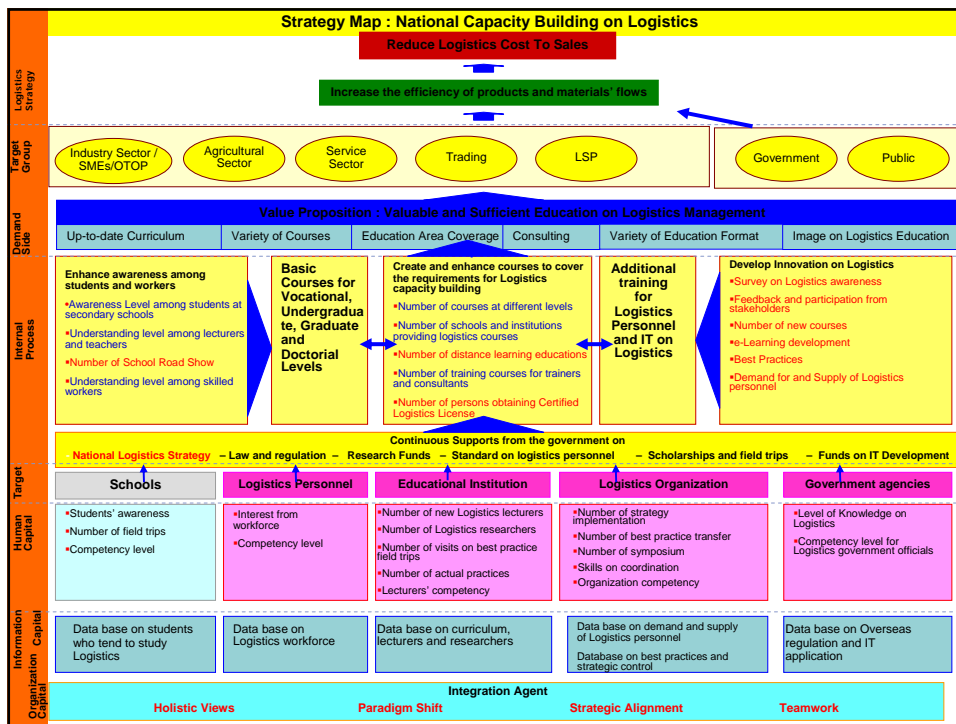 Strategy Map : National Capacity Building on Logistics
Logistics
Strategy
Reduce Logistics Cost To Sales
Increase the efficiency of products and materials' flows
Target
Group
Industry Sector /
SMEs/OTOP
Agricultural
Sector
Service
Sector
Trading
LSP
Government
Public
Demand
Side
Value Proposition : Valuable and Sufficient Education on Logistics Management
Up-to-date Curriculum
Variety of Courses
Education Area Coverage
Consulting
Variety of Education Format
Image on Logistics Education
Internal
Process
Enhance awareness among
students and workers
▪Awareness Level among students at
secondary schools
▪Understanding level among lecturers
and teachers
▪Number of School Road Show
▪Understanding level among skilled
workers
Basic
Courses for
Vocational,
Undergradua
te, Graduate
and
Doctorial
Levels
Create and enhance courses to cover
the requirements for Logistics
capacity building
▪Number of courses at different levels
▪Number of schools and institutions
providing logistics courses
▪Number of distance learning educations
▪Number of training courses for trainers
and consultants
▪Number of persons obtaining Certified
Logistics License
Additional
training
for
Logistics
Personnel
and IT on
Logistics
Develop Innovation on Logistics
▪Survey on Logistics awareness
▪Feedback and participation from
stakeholders
▪Number of new courses
▪e-Learning development
▪Best Practices
▪Demand for and Supply of Logistics
personnel
Continuous Supports from the government on
- National Logistics Strategy – Law and regulation – Research Funds – Standard on logistics personnel – Scholarships and field trips – Funds on IT Development
Target
Schools
Logistics Personnel
Educational Institution
Logistics Organization
Government agencies
Human
Capital
▪Students' awareness
▪Number of field trips
▪Competency level
▪Interest from
workforce
▪Competency level
▪Number of new Logistics lecturers
▪Number of Logistics researchers
▪Number of visits on best practice
field trips
▪Number of actual practices
▪Lecturers' competency
▪Number of strategy
implementation
▪Number of best practice transfer
▪Number of symposium
▪Skills on coordination
▪Organization competency
▪Level of Knowledge on
Logistics
▪Competency level for
Logistics government officials
Information
Capital
Data base on students
who tend to study
Logistics
Data base on
Logistics workforce
Data base on curriculum,
lecturers and researchers
Data base on demand and supply
of Logistics personnel
Database on best practices and
strategic control
Data base on Overseas
regulation and IT
application
Organization
Capital
Integration Agent
Holistic Views
Paradigm Shift
Strategic Alignment
Teamwork